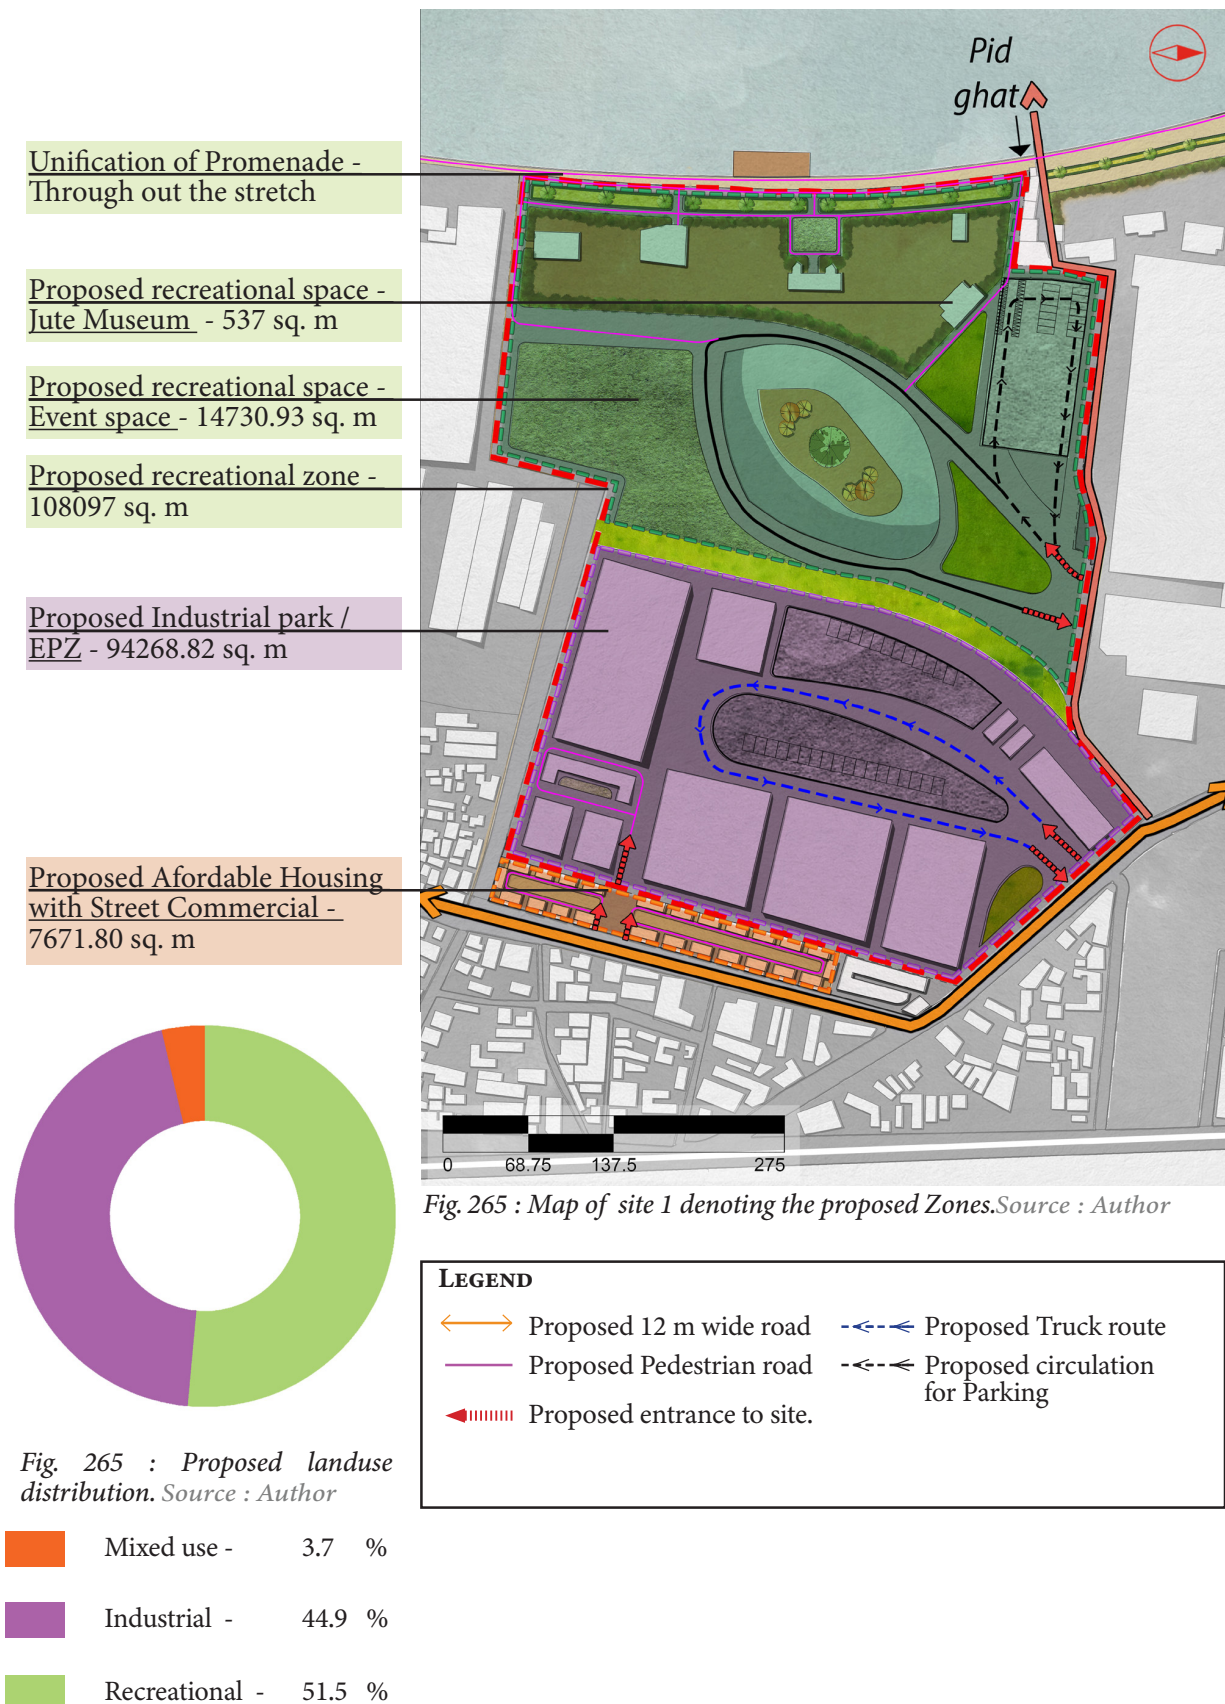 Pid
ghat
Unification of Promenade -
Through out the stretch
Proposed recreational space -
Jute Museum - 537 sq. m
Proposed recreational space -
Event space - 14730.93 sq. m
Proposed recreational zone -
108097 sq. m
Proposed Industrial park /
EPZ - 94268.82 sq. m
Proposed Afordable Housing
with Street Commercial -
7671.80 sq. m
0 68.75 137.5 275
Fig. 265 : Map of site 1 denoting the proposed Zones.Source : Author
LEGEND
Proposed 12 m wide road
Proposed Pedestrian road
Proposed entrance to site.
Proposed Truck route
Proposed circulation
for Parking
Fig. 265 : Proposed landuse
distribution. Source : Author
Mixed use - 3.7 %
Industrial - 44.9 %
Recreational - 51.5 %